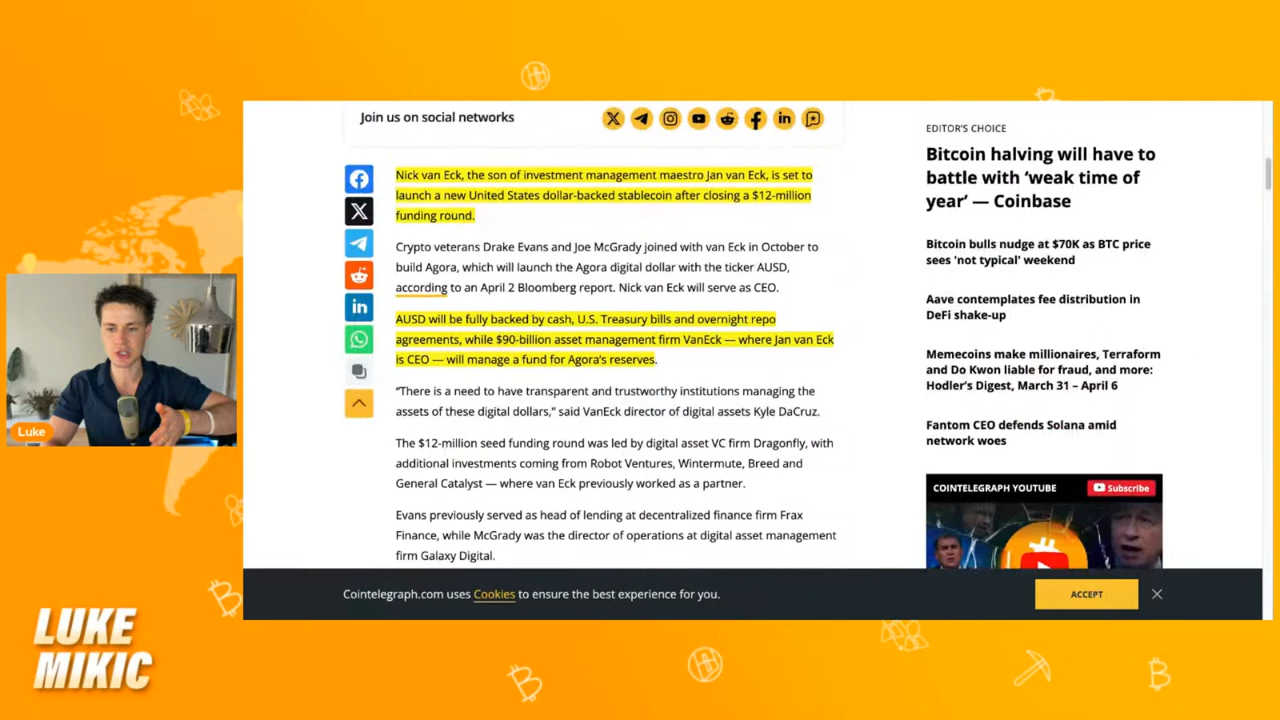 Join us on social networks
Nick van Eck, the son of investment management maestro Jan van Eck, is set to
launch a new United States dollar-backed stablecoin after closing a $12-million
funding round.
Crypto veterans Drake Evans and Joe McGrady joined with van Eck in October to
build Agora, which will launch the Agora digital dollar with the ticker AUSD,
according to an April 2 Bloomberg report. Nick van Eck will serve as CEO.
AUSD will be fully backed by cash, U.S. Treasury bills and overnight repo
agreements, while $90-billion asset management firm VanEck — where Jan van Eck
is CEO — will manage a fund for Agora’s reserves.
“There is a need to have transparent and trustworthy institutions managing the
assets of these digital dollars,” said VanEck director of digital assets Kyle DaCruz.
The $12-million seed funding round was led by digital asset VC firm Dragonfly, with
additional investments coming from Robot Ventures, Wintermute, Breed and
General Catalyst — where van Eck previously worked as a partner.
Evans previously served as head of lending at decentralized finance firm Frax
Finance, while McGrady was the director of operations at digital asset management
firm Galaxy Digital.
EDITOR’S CHOICE
Bitcoin halving will have to
battle with ‘weak time of
year’ — Coinbase
Bitcoin bulls nudge at $70K as BTC price
sees 'not typical' weekend
Aave contemplates fee distribution in
DeFi shake-up
Memecoins make millionaires, Terraform
and Do Kwon liable for fraud, and more:
Hodler’s Digest, March 31 – April 6
Fantom CEO defends Solana amid
network woes
COINTELEGRAPH YOUTUBE
Subscribe
Cointelegraph.com uses Cookies to ensure the best experience for you.
ACCEPT
Luke
LUKE
MIKIC